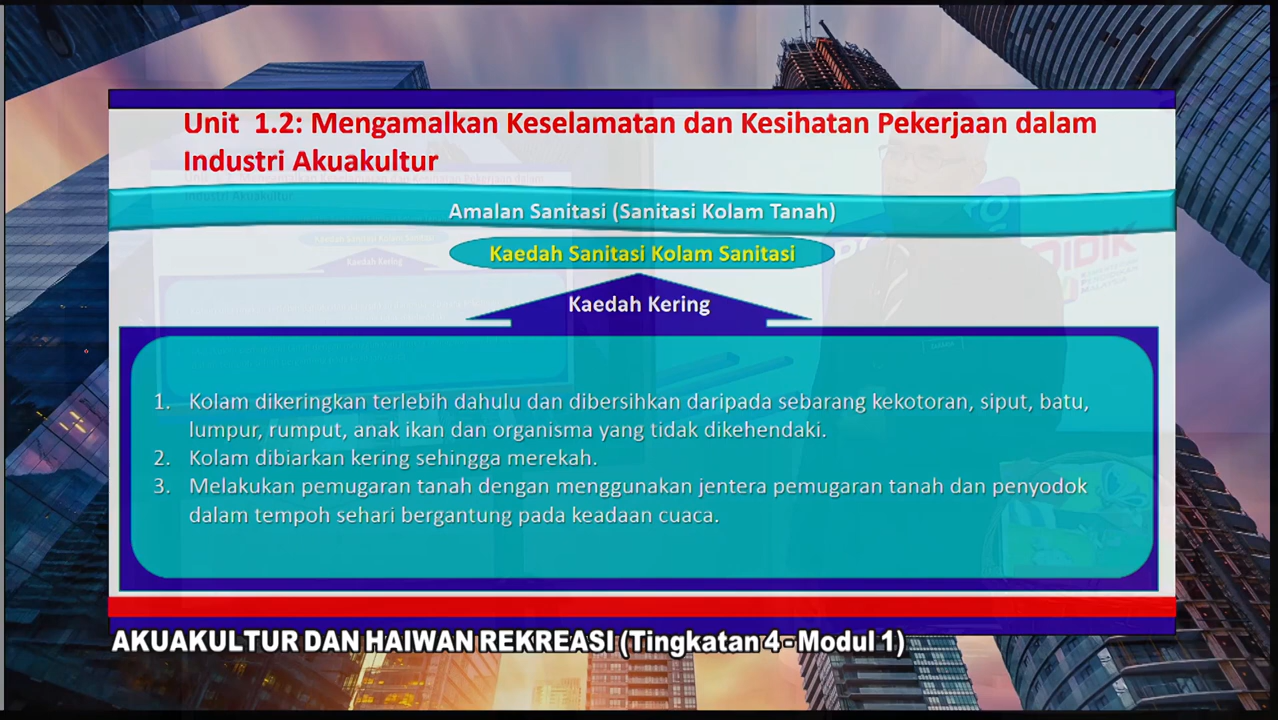 Unit 1.2: Mengamalkan Keselamatan dan Kesihatan Pekerjaan dalam
Industri Akuakultur
Amalan Sanitasi (Sanitasi Kolam Tanah)
Kaedah Sanitasi Kolam Sanitasi
Kaedah Kering
1. Kolam dikeringkan terlebih dahulu dan dibersihkan daripada sebarang kekotoran, siput, batu,
lumpur, rumput, anak ikan dan organisma yang tidak dikehendaki.
2. Kolam dibiarkan kering sehingga merekah.
3. Melakukan pemugaran tanah dengan menggunakan jentera pemugaran tanah dan penyodok
dalam tempoh sehari bergantung pada keadaan cuaca.
AKUAKULTUR DAN HAIWAN REKREASI (Tingkatan 4 - Modul 1)